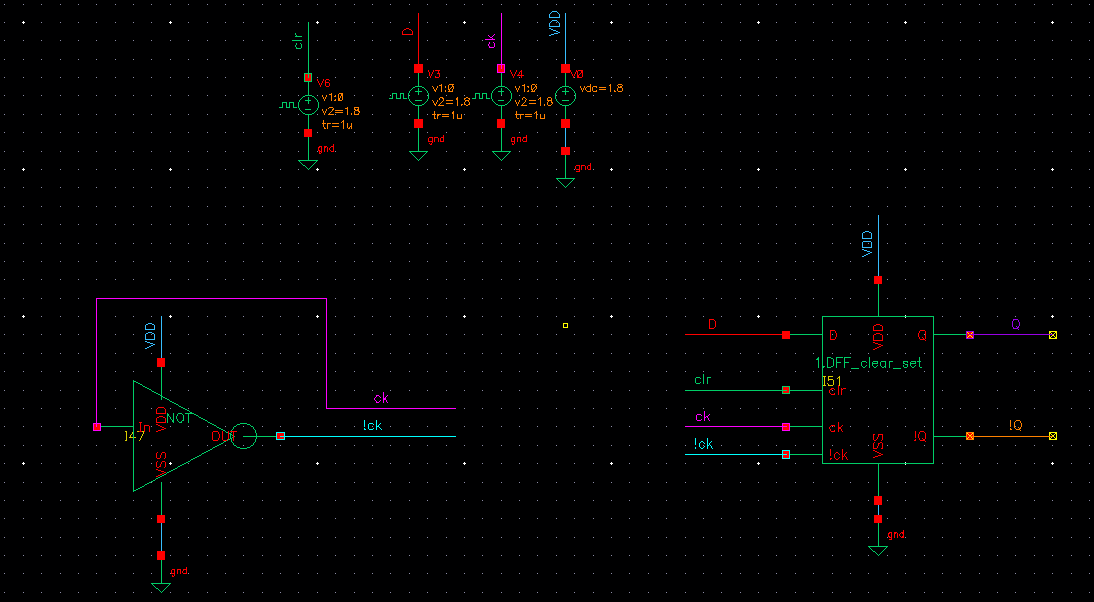 clr
D
ck
VDD
V6
v1:0
v2=1.8
tr=1u
gnd
V3
v1:0
v2=1.8
tr=1u
gnd
V4
v1:0
v2=1.8
tr=1u
gnd
V0
vdc=1.8
gnd
VDD
VDD
ck
!ck
In
VDD
NOT
OUT
I47
VSS
gnd
D
clr
ck
!ck
D
VDD
Q
1.DFF_clear_set
I51
clr
ck
!Q
!ck
VSS
Q
!Q
gnd